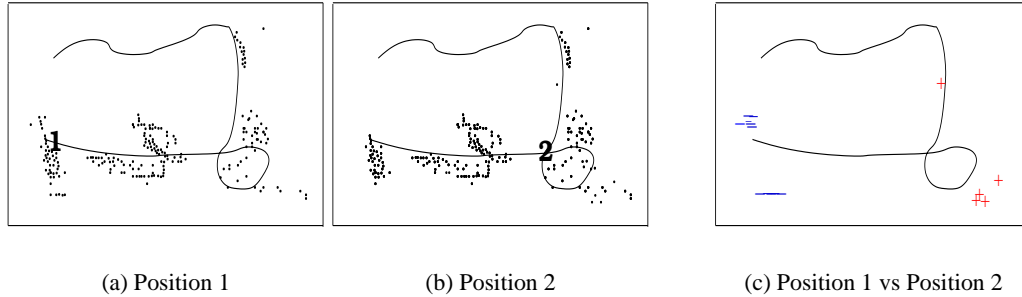 1
2
(a) Position 1
(b) Position 2
(c) Position 1 vs Position 2